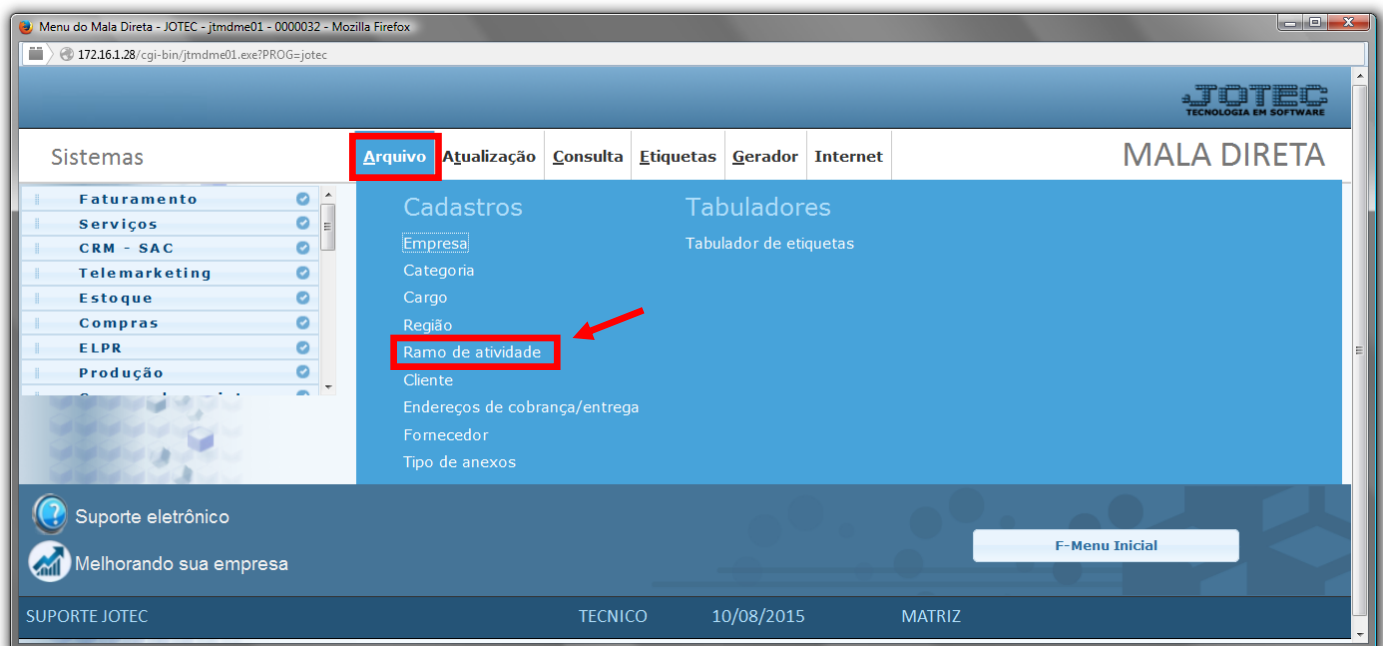 Menu do Mala Direta - JOTEC - jtmdme01 - 0000032 - Mozilla Firefox
172.16.1.28/cgi-bin/jtmdme01.exe?PROG=jotec
JOTEC
TECNOLOGIA EM SOFTWARE
Sistemas
Arquivo Atualização Consulta Etiquetas Gerador Internet
MALA DIRETA
Faturamento
Serviços
CRM - SAC
Telemarketing
Estoque
Compras
ELPR
Produção
Cadastros
Empresa
Categoria
Cargo
Região
Ramo de atividade
Cliente
Endereços de cobrança/entrega
Fornecedor
Tipo de anexos
Tabuladores
Tabulador de etiquetas
Suporte eletrônico
Melhorando sua empresa
F-Menu Inicial
SUPORTE JOTEC TECNICO 10/08/2015 MATRIZ